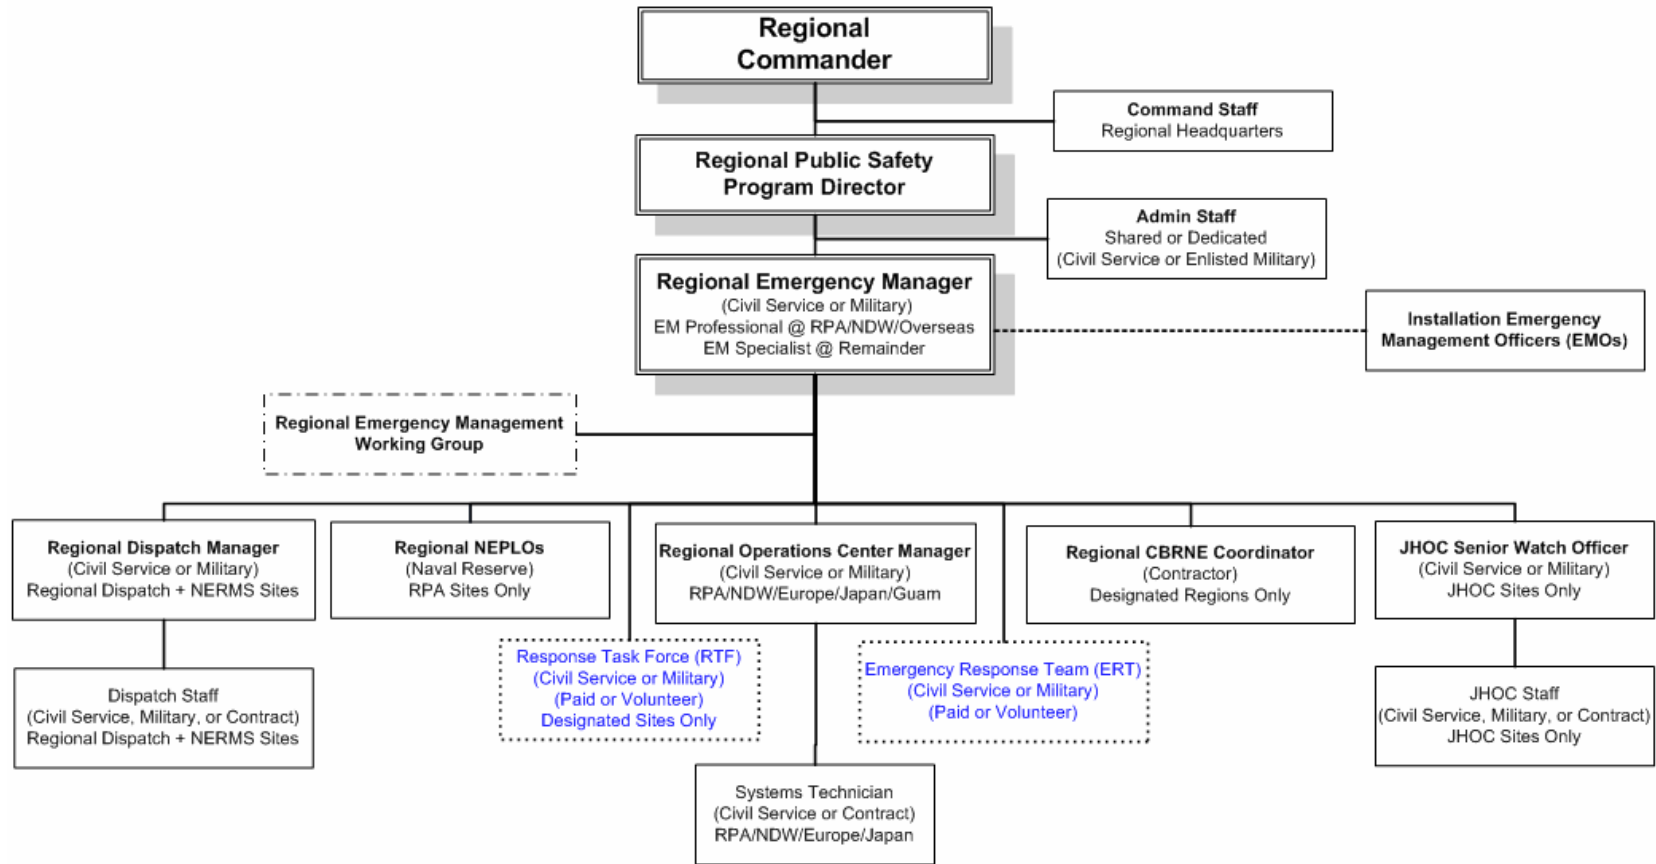 Regional
Commander
Command Staff
Regional Headquarters
Regional Public Safety
Program Director
Admin Staff
Shared or Dedicated
(Civil Service or Enlisted Military)
Regional Emergency Manager
(Civil Service or Military)
EM Professional @ RPA/NDW/Overseas
EM Specialist @ Remainder
Installation Emergency
Management Officers (EMOs)
Regional Emergency Management
Working Group
Regional Dispatch Manager
(Civil Service or Military)
Regional Dispatch + NERMS Sites
Regional NEPLOs
(Naval Reserve)
RPA Sites Only
Regional Operations Center Manager
(Civil Service or Military)
RPA/NDW/Europe/Japan/Guam
Regional CBRNE Coordinator
(Contractor)
Designated Regions Only
JHOC Senior Watch Officer
(Civil Service or Military)
JHOC Sites Only
Response Task Force (RTF)
(Civil Service or Military)
(Paid or Volunteer)
Designated Sites Only
Emergency Response Team (ERT)
(Civil Service or Military)
(Paid or Volunteer)
Dispatch Staff
(Civil Service, Military, or Contract)
Regional Dispatch + NERMS Sites
JHOC Staff
(Civil Service, Military, or Contract)
JHOC Sites Only
Systems Technician
(Civil Service or Contract)
RPA/NDW/Europe/Japan